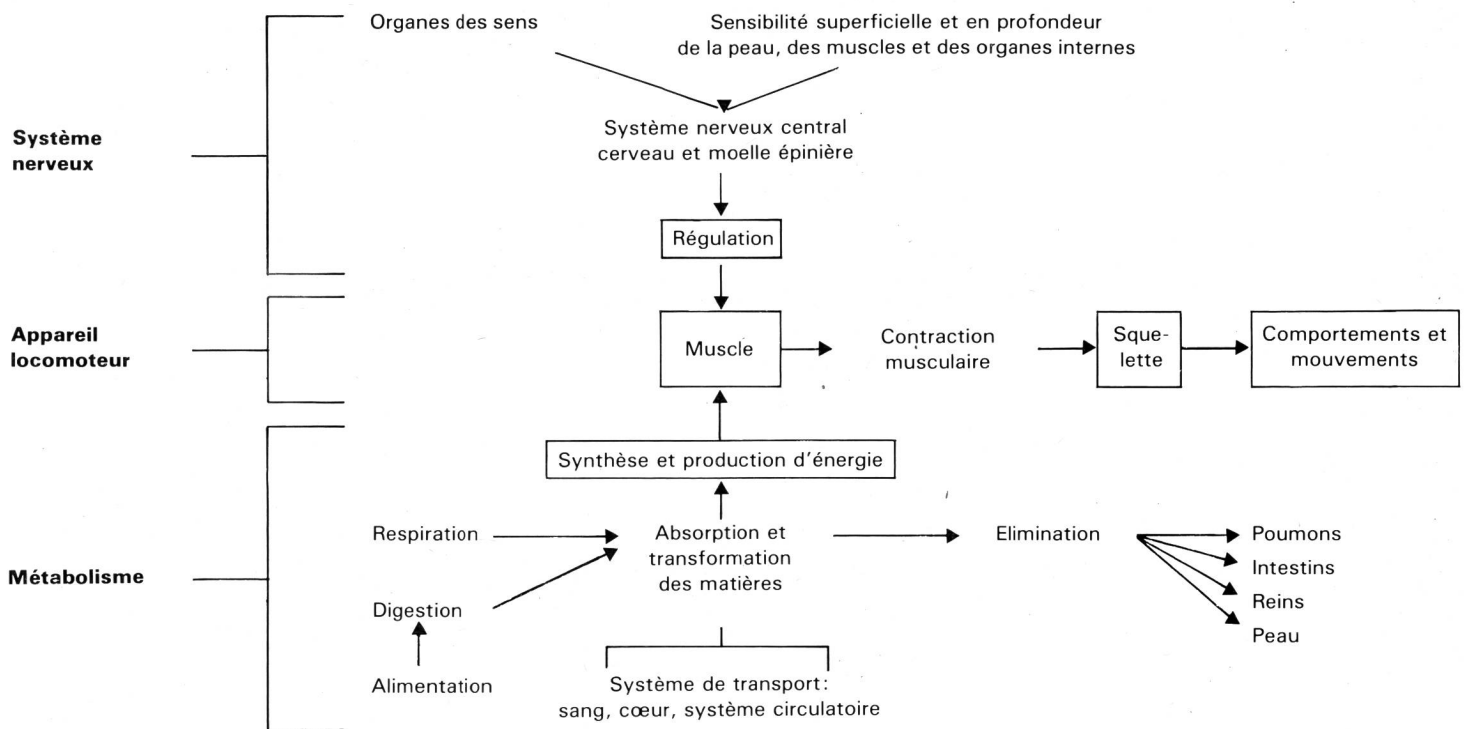 Organes des sens
Sensibilité superficielle et en profondeur
de la peau, des muscles et des organes internes
Système
nerveux
Système nerveux central
cerveau et moelle épinière
Régulation
Appareil
locomoteur
Muscle
Contraction
musculaire
Sque-
lette
Comportements et
mouvements
Synthèse et production d'énergie
Métabolisme
Respiration
Absorption et
transformation
des matières
Elimination
Poumons
Intestins
Reins
Peau
Digestion
Alimentation
Système de transport:
sang, cœur, système circulatoire